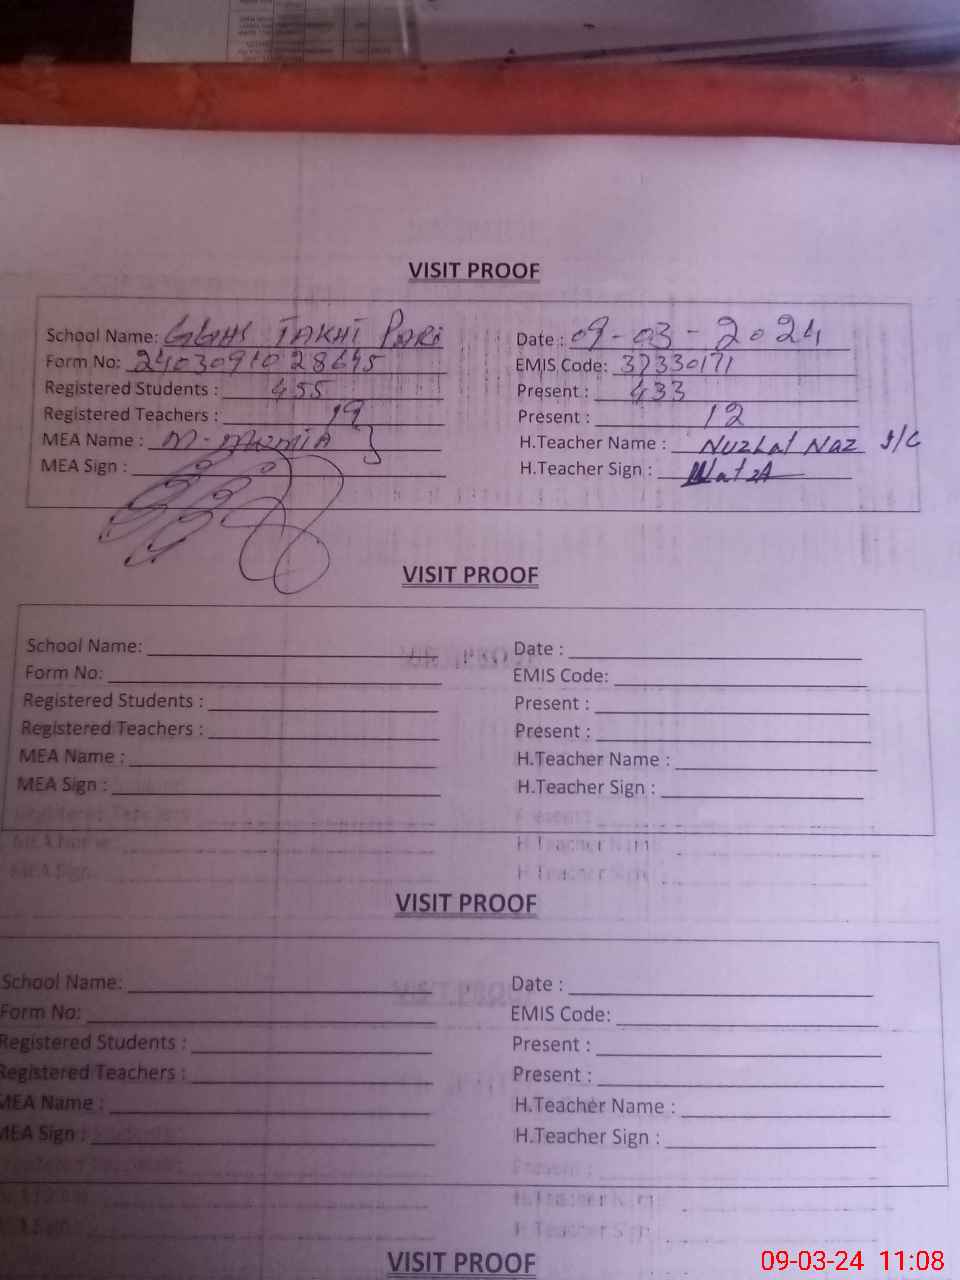 VISIT PROOF
School Name: GGHS TAKHTI PARI Date : 09-03-2024
Form No: EMIS Code: 37330171
Registered Students : 455 Present : 433
Registered Teachers : 19 Present : 12
MEA Name : H.Teacher Name : Nuzhat Naz I/C
MEA Sign : H.Teacher Sign :
VISIT PROOF
School Name: Date :
Form No: EMIS Code:
Registered Students : Present :
Registered Teachers : Present :
MEA Name : H.Teacher Name :
MEA Sign : H.Teacher Sign :
VISIT PROOF
School Name: Date :
Form No: EMIS Code:
Registered Students : Present :
Registered Teachers : Present :
MEA Name : H.Teacher Name :
MEA Sign : H.Teacher Sign :
VISIT PROOF
09-03-24 11:08